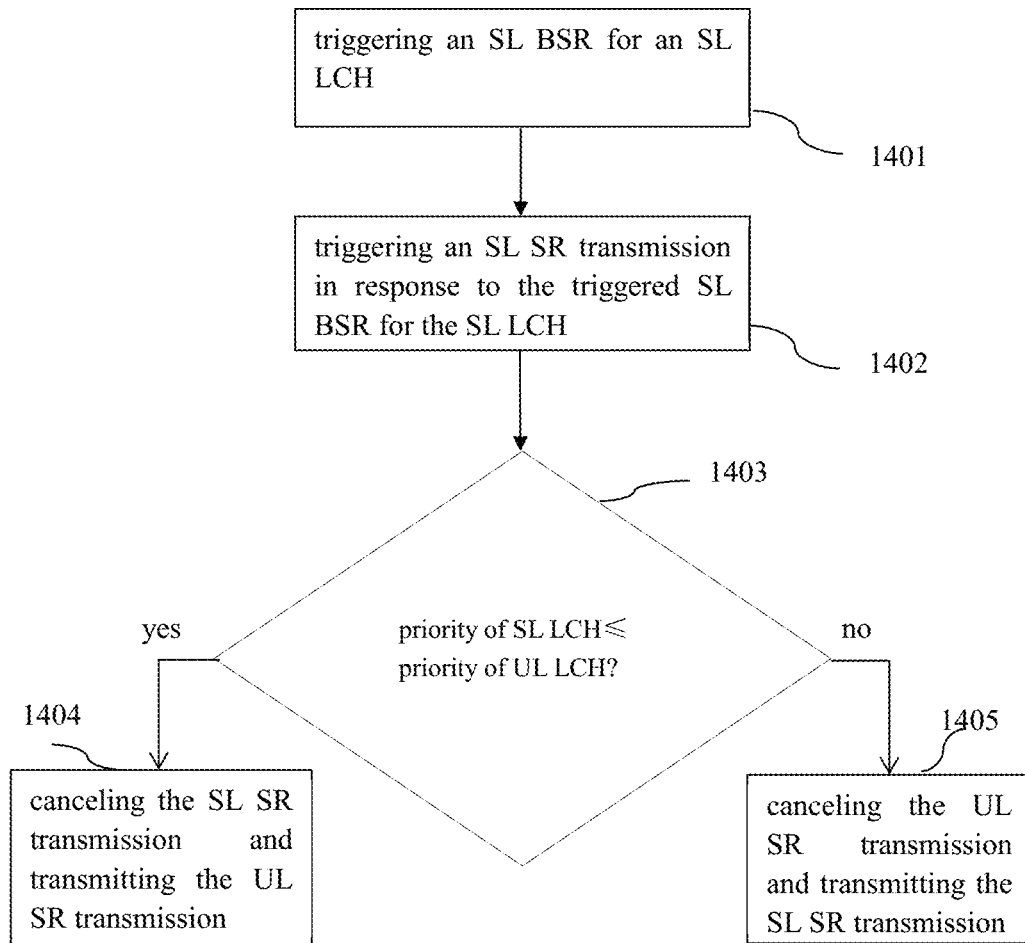 triggering an SL BSR for an SL
LCH
1401
triggering an SL SR transmission
in response to the triggered SL
BSR for the SL LCH
1402
1403
priority of SL LCH≤
priority of UL LCH?
yes
no
1404
1405
canceling the SL SR
transmission and
transmitting the UL
SR transmission
canceling the UL
SR transmission
and transmitting the
SL SR transmission